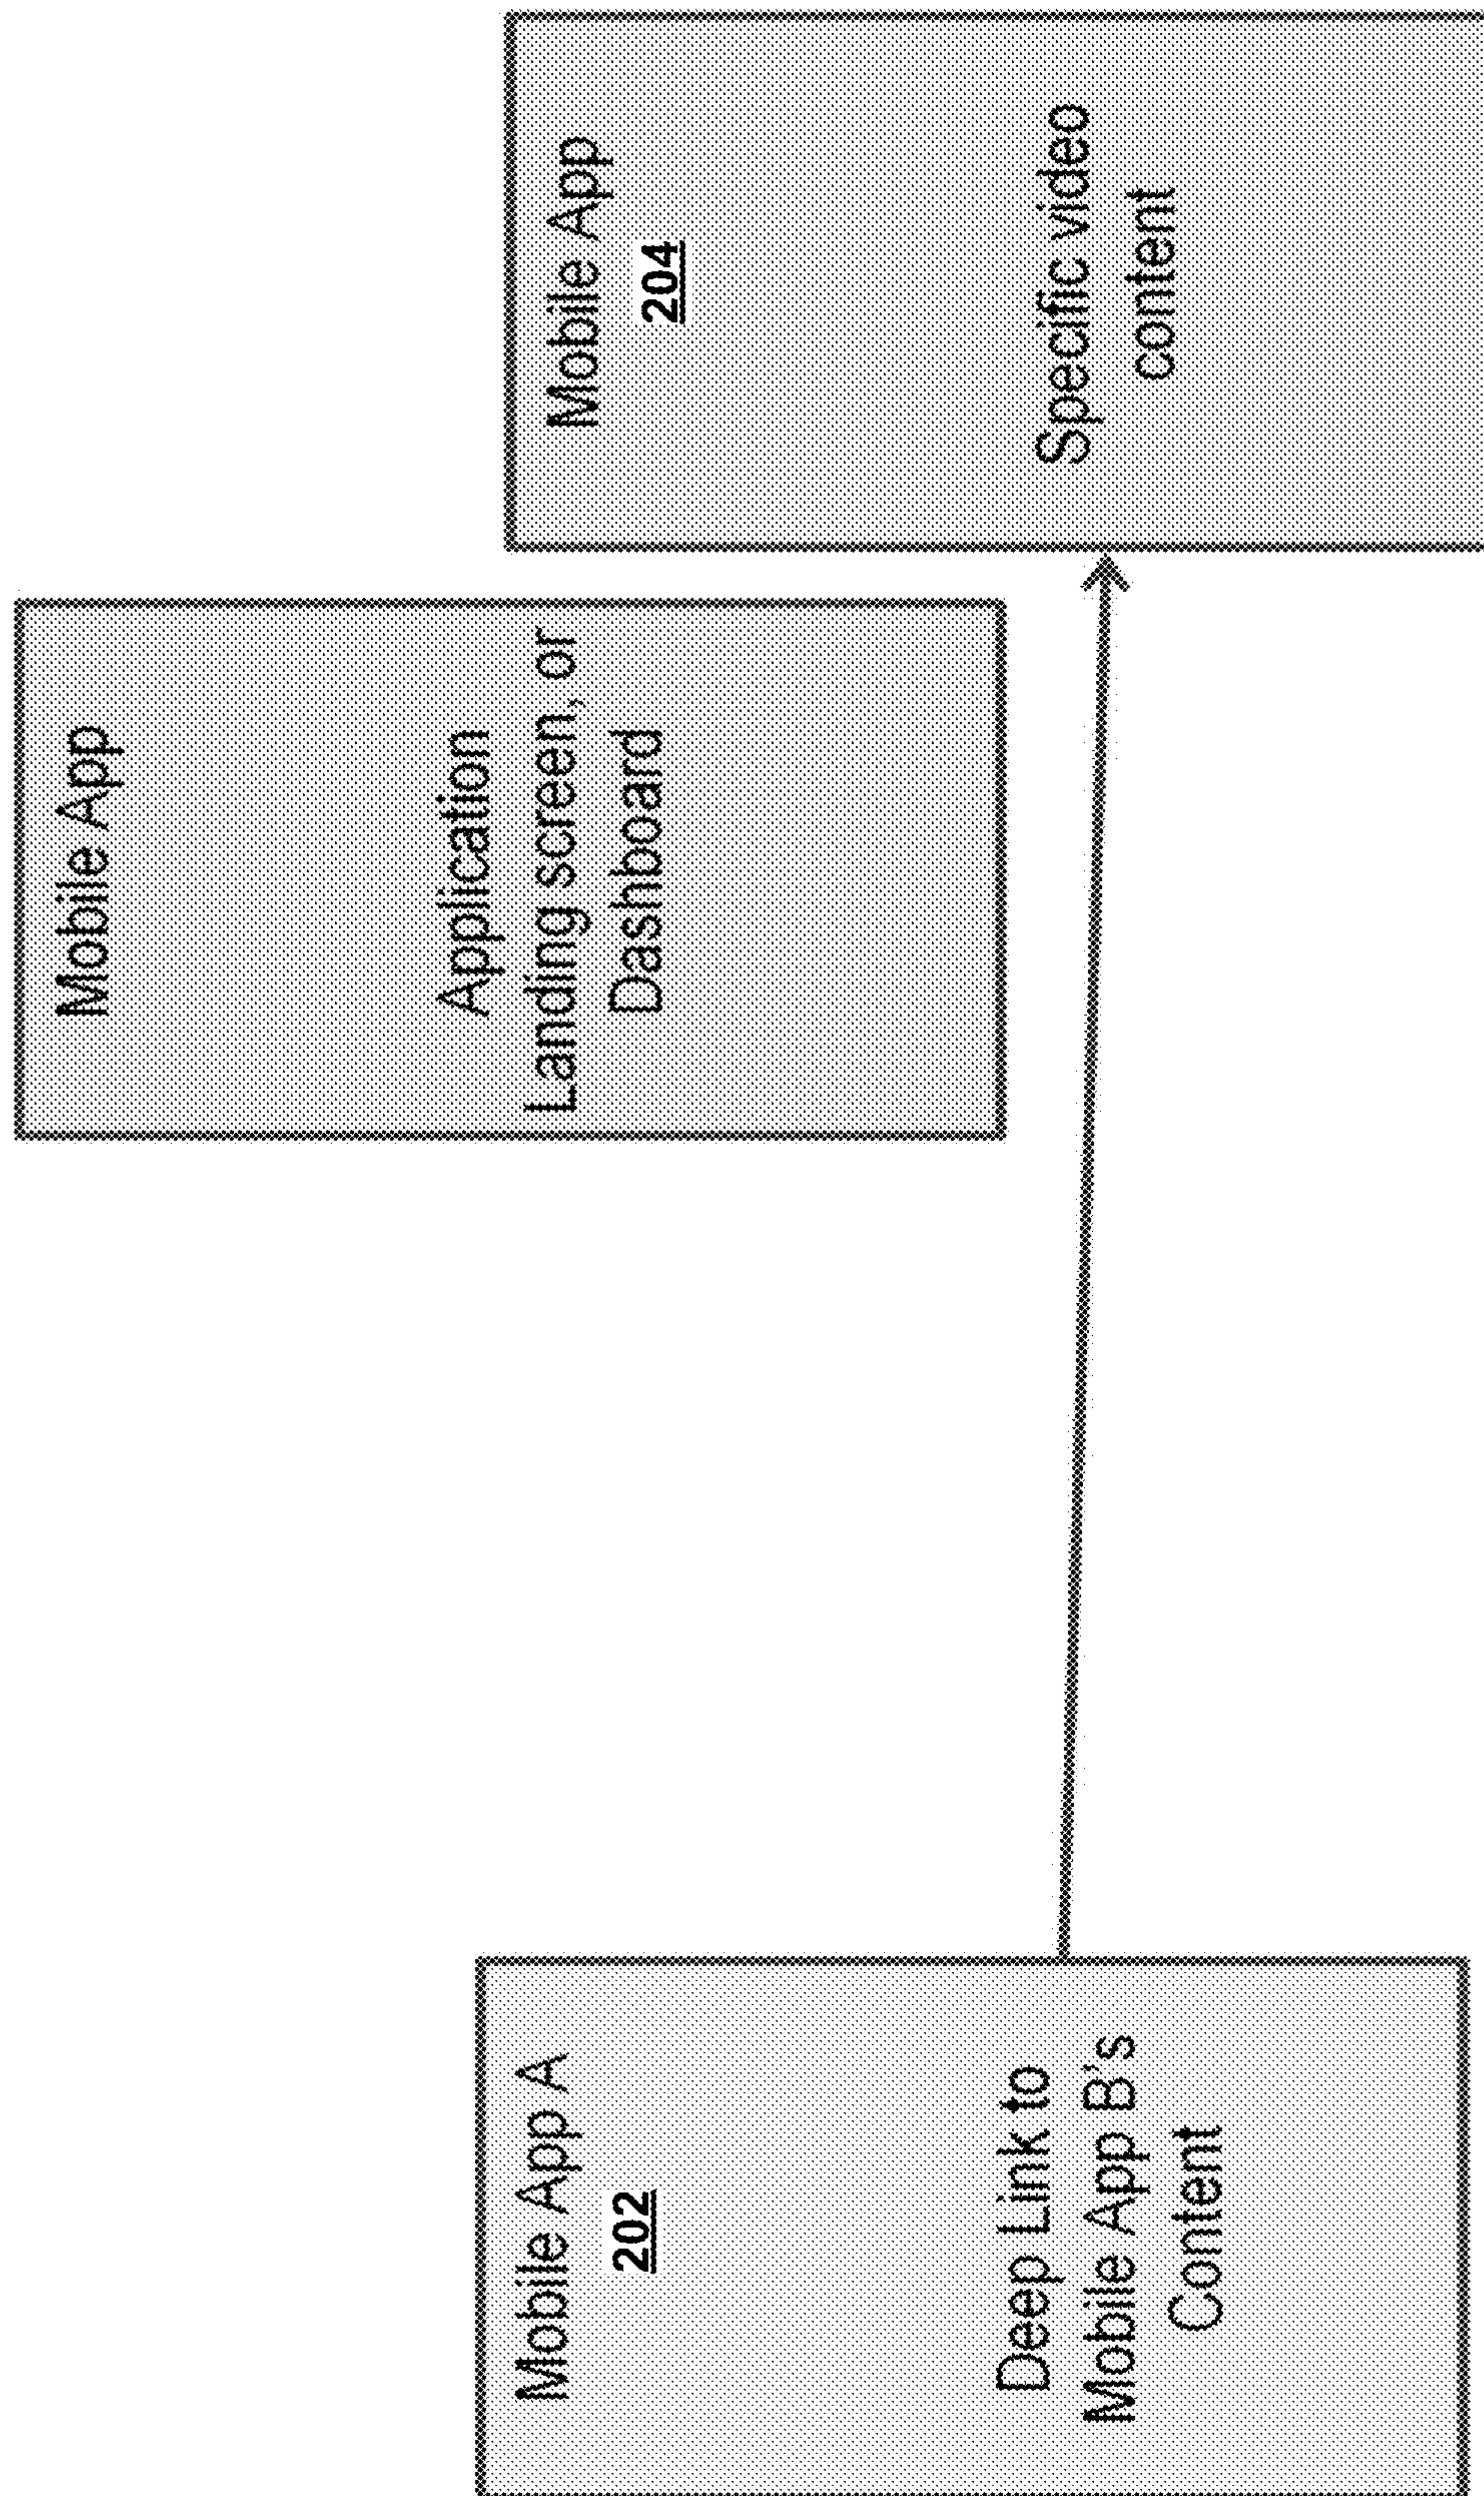 Mobile App A
202
Deep Link to
Mobile App B's
Content
Mobile App
Application
Landing screen, or
Dashboard
Mobile App
204
Specific video
content